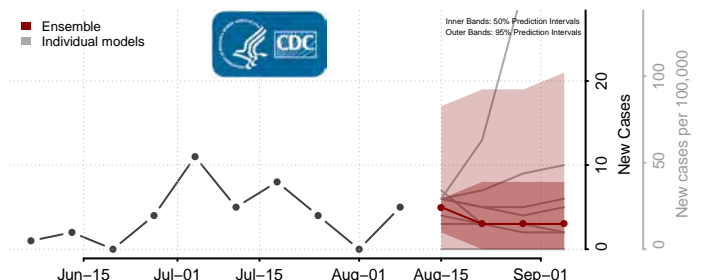 Ensemble
Individual models
CDC
Inner Bands: 50% Prediction Intervals
Outer Bands: 95% Prediction Intervals
0
10
20
New Cases
0
50
100
New cases per 100,000
Jun–15
Jul–01
Jul–15
Aug–01
Aug–15
Sep–01